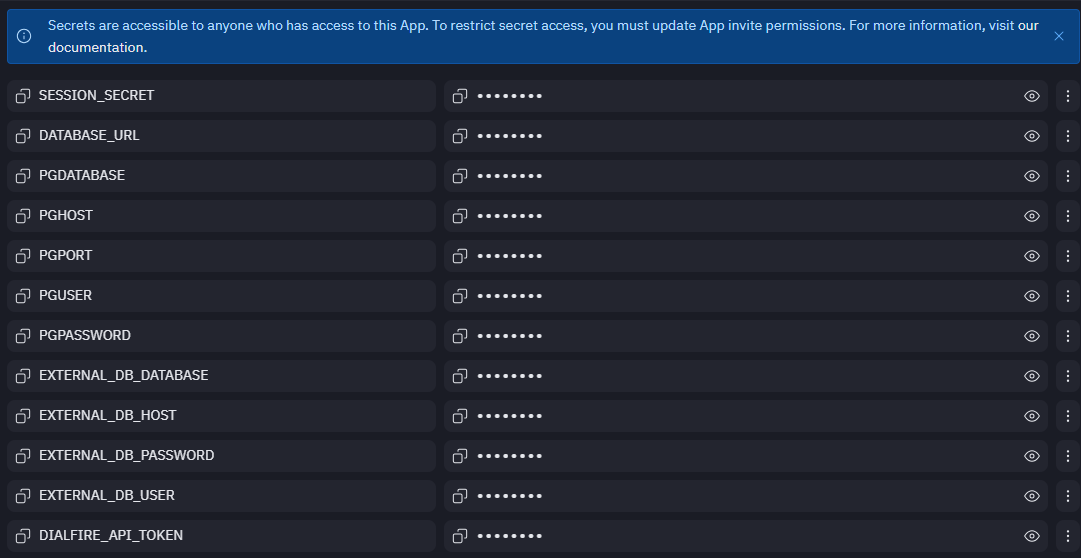 Secrets are accessible to anyone who has access to this App. To restrict secret access, you must update App invite permissions. For more information, visit our
documentation.
SESSION_SECRET ••••••••
DATABASE_URL ••••••••
PGDATABASE ••••••••
PGHOST ••••••••
PGPORT ••••••••
PGUSER ••••••••
PGPASSWORD ••••••••
EXTERNAL_DB_DATABASE ••••••••
EXTERNAL_DB_HOST ••••••••
EXTERNAL_DB_PASSWORD ••••••••
EXTERNAL_DB_USER ••••••••
DIALFIRE_API_TOKEN ••••••••